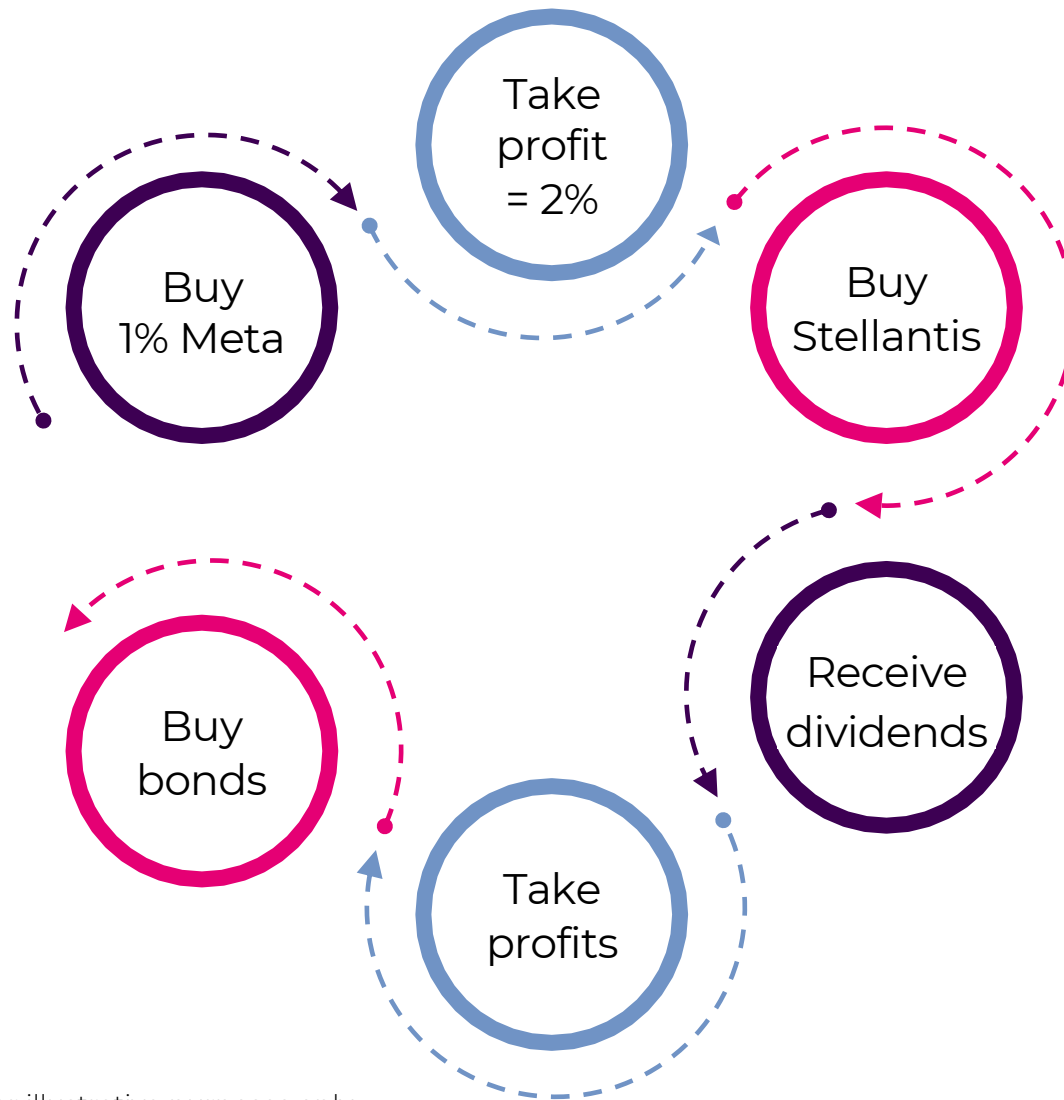 Take
profit
= 2%
Buy
1% Meta
Buy
Stellantis
Receive
dividends
Take
profits
Buy
bonds